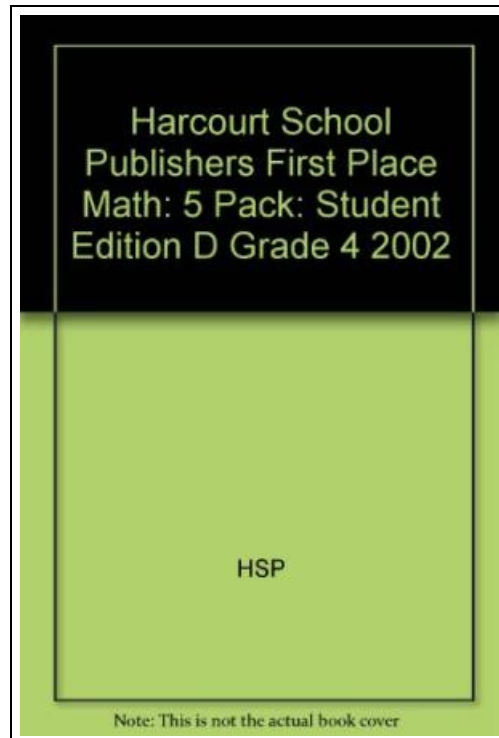 Harcourt School
Publishers First Place
Math: 5 Pack: Student
Edition D Grade 4 2002
HSP
Note: This is not the actual book cover